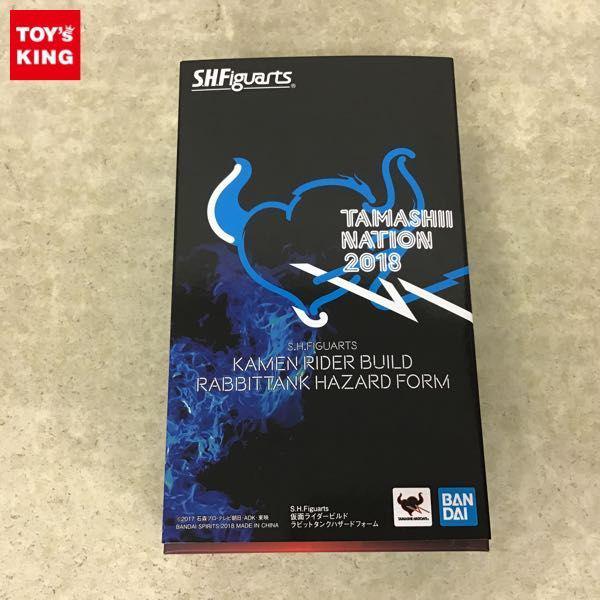 TOY'S
KING
S.H.Figuarts®
TAMASHII
NATION
2018
S.H.FIGUARTS
KAMEN RIDER BUILD
RABBITTANK HAZARD FORM
©2017 石森プロ・テレビ朝日・ADK・東映
BANDAI SPIRITS 2018 MADE IN CHINA
S.H.Figuarts
仮面ライダービルド
ラビットタンクハザードフォーム
TAMASHII NATIONS
BAN
DAI